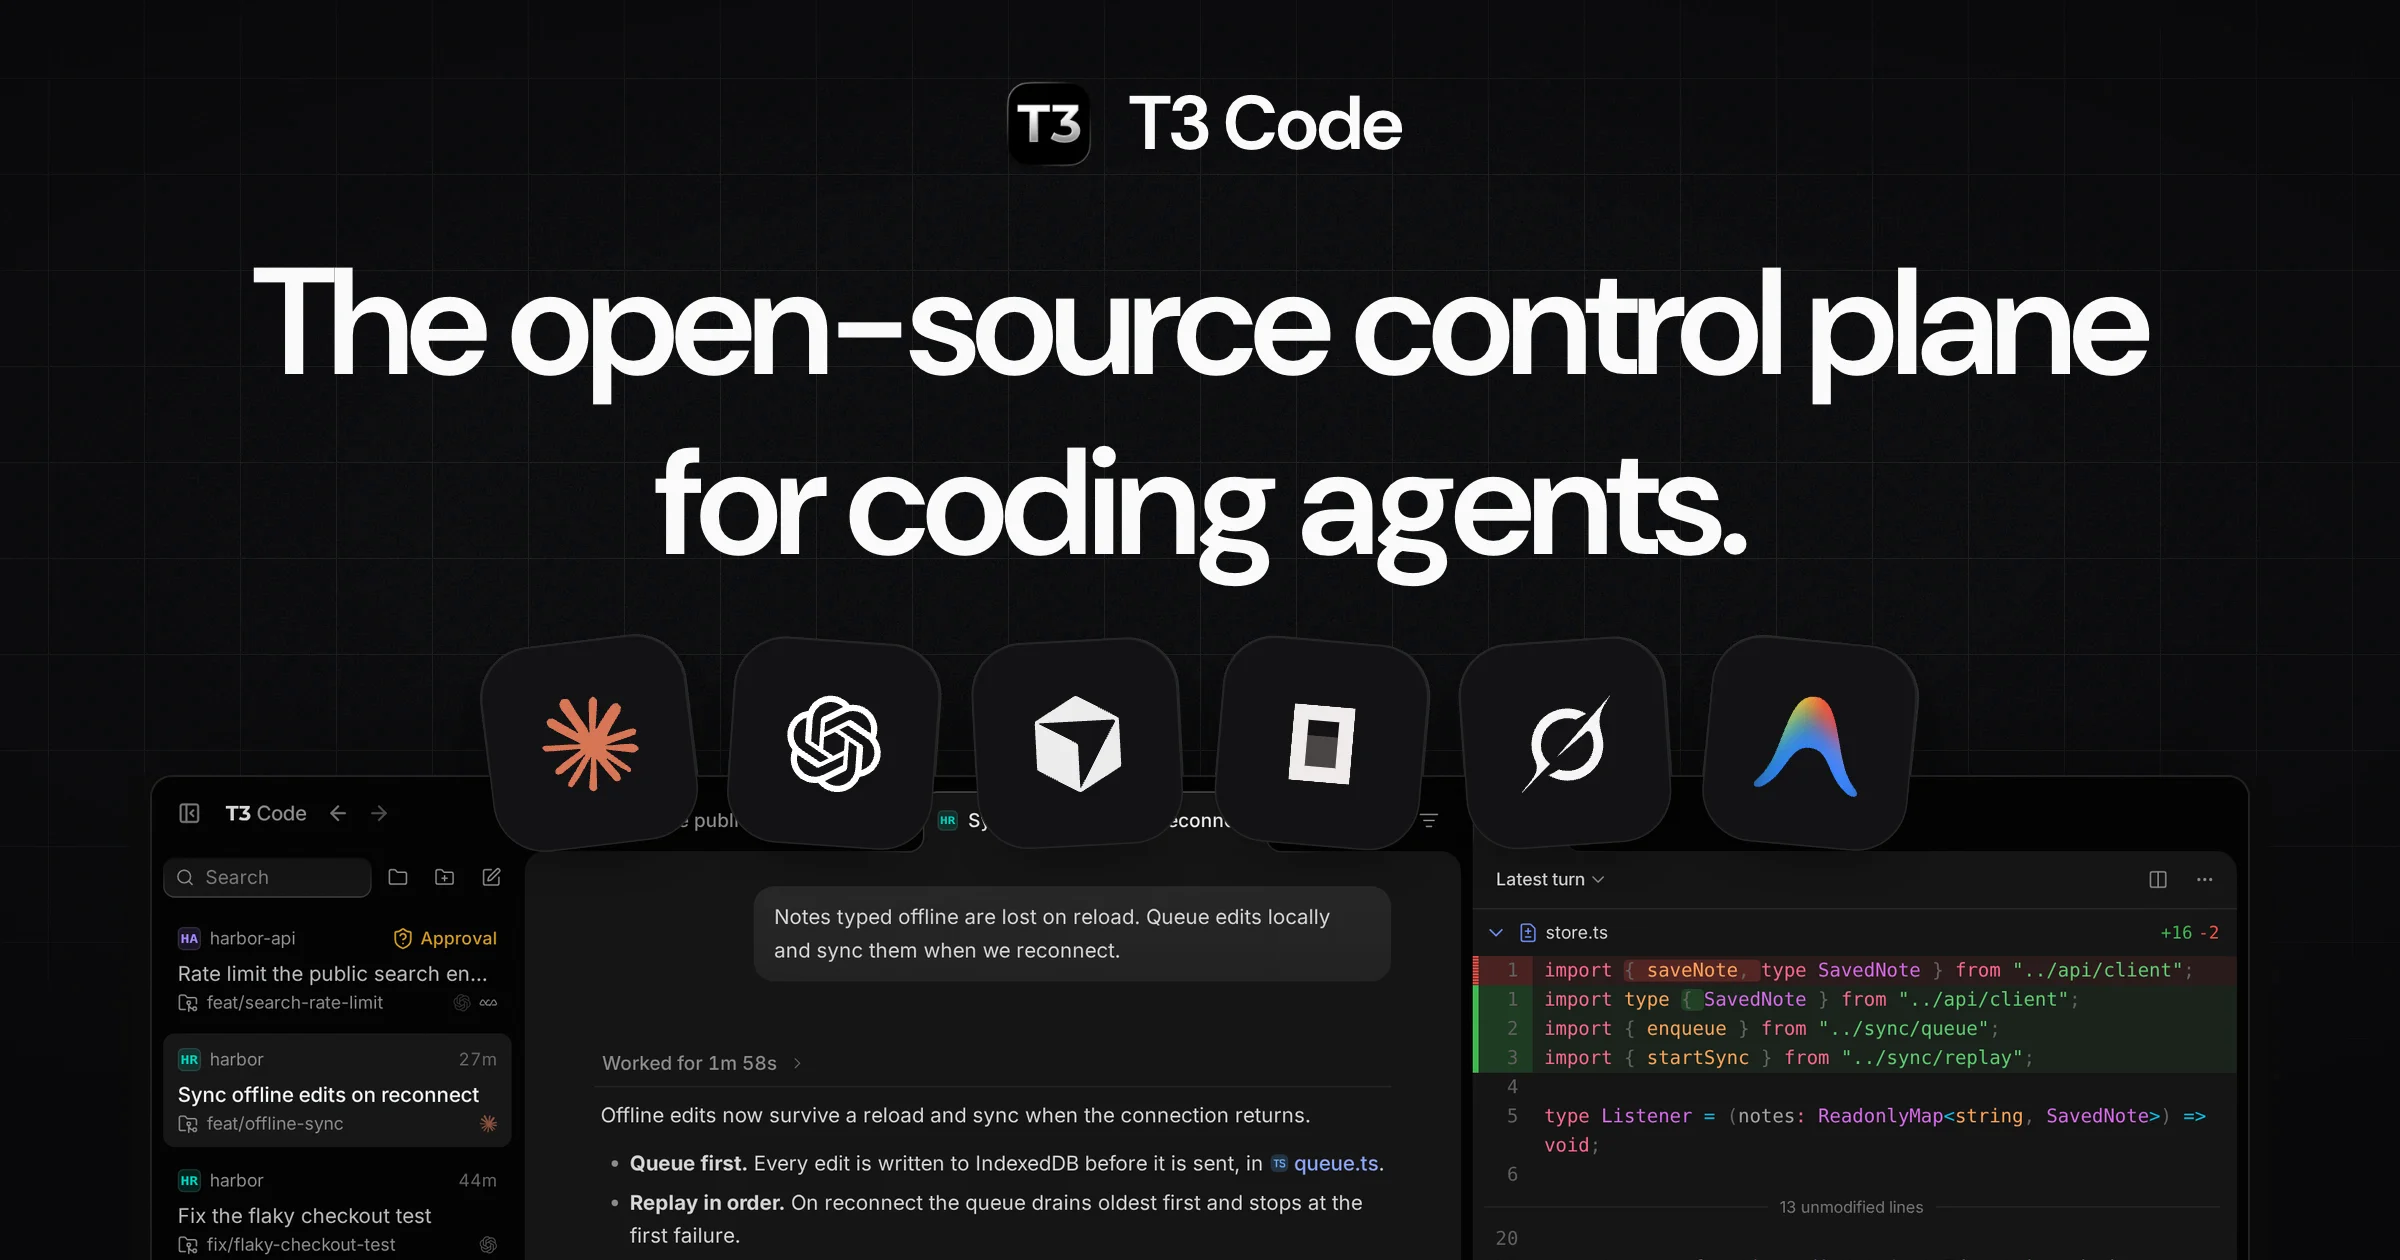 T3 T3 Code
The open-source control plane
for coding agents.
T3 Code
Search
HA harbor-api Approval
Rate limit the public search en...
feat/search-rate-limit
HR harbor 27m
Sync offline edits on reconnect
feat/offline-sync
HR harbor 44m
Fix the flaky checkout test
fix/flaky-checkout-test
HR
Notes typed offline are lost on reload. Queue edits locally
and sync them when we reconnect.
Worked for 1m 58s
Offline edits now survive a reload and sync when the connection returns.
• Queue first. Every edit is written to IndexedDB before it is sent, in TS queue.ts.
• Replay in order. On reconnect the queue drains oldest first and stops at the
first failure.
Latest turn
store.ts +16 -2
1 import { saveNote, type SavedNote } from "../api/client";
1 import type { SavedNote } from "../api/client";
2 import { enqueue } from "../sync/queue";
3 import { startSync } from "../sync/replay";
4
5 type Listener = (notes: ReadonlyMap<string, SavedNote>) =>
void;
6
13 unmodified lines
20